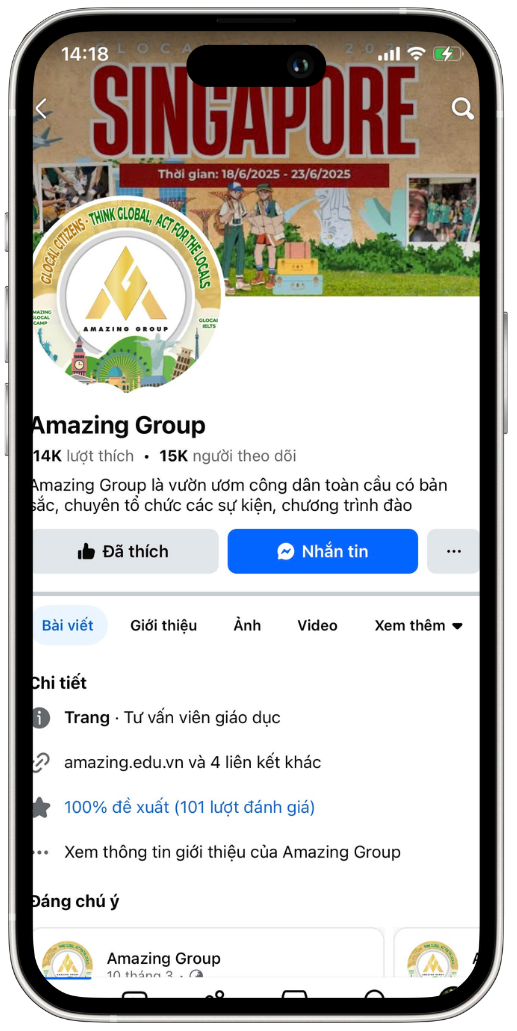 14:18
SINGAPORE
Thời gian: 18/6/2025 - 23/6/2025
GLOCAL CITIZENS - THINK GLOBAL, ACT FOR THE LOCALS
AMAZING GROUP
Amazing Group
14K lượt thích • 15K người theo dõi
Amazing Group là vườn ươm công dân toàn cầu có bản
sắc, chuyên tổ chức các sự kiện, chương trình đào
Đã thích
Nhắn tin
Bài viết
Giới thiệu
Ảnh
Video
Xem thêm
Chi tiết
Trang · Tư vấn viên giáo dục
amazing.edu.vn và 4 liên kết khác
100% đề xuất (101 lượt đánh giá)
Xem thông tin giới thiệu của Amazing Group
Đáng chú ý
Amazing Group
10 tháng 3